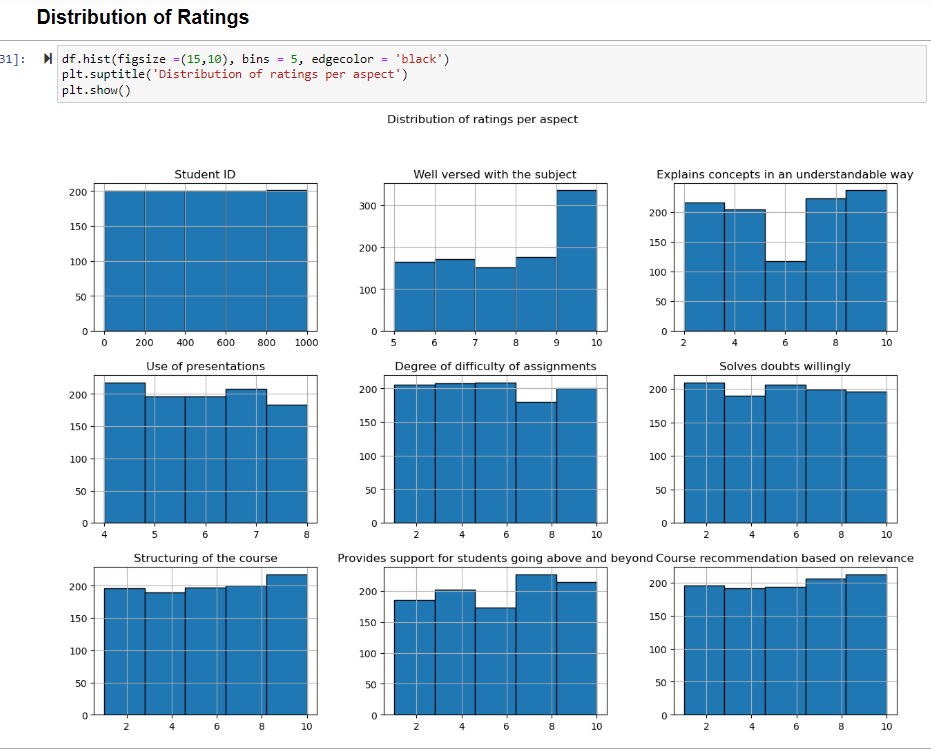 Distribution of Ratings
31]:
df.hist(figsize =(15,10), bins = 5, edgecolor = 'black')
plt.suptitle('Distribution of ratings per aspect')
plt.show()
Distribution of ratings per aspect
Student ID
200
150
100
50
0
0 200 400 600 800 1000
Well versed with the subject
300
200
100
0
5 6 7 8 9 10
Explains concepts in an understandable way
200
150
100
50
0
2 4 6 8 10
Use of presentations
200
150
100
50
0
4 5 6 7 8
Degree of difficulty of assignments
200
150
100
50
0
2 4 6 8 10
Solves doubts willingly
200
150
100
50
0
2 4 6 8 10
Structuring of the course
200
150
100
50
0
2 4 6 8 10
Provides support for students going above and beyond
200
150
100
50
0
2 4 6 8 10
Course recommendation based on relevance
200
150
100
50
0
2 4 6 8 10